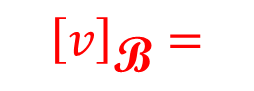 [v]𝓑 =